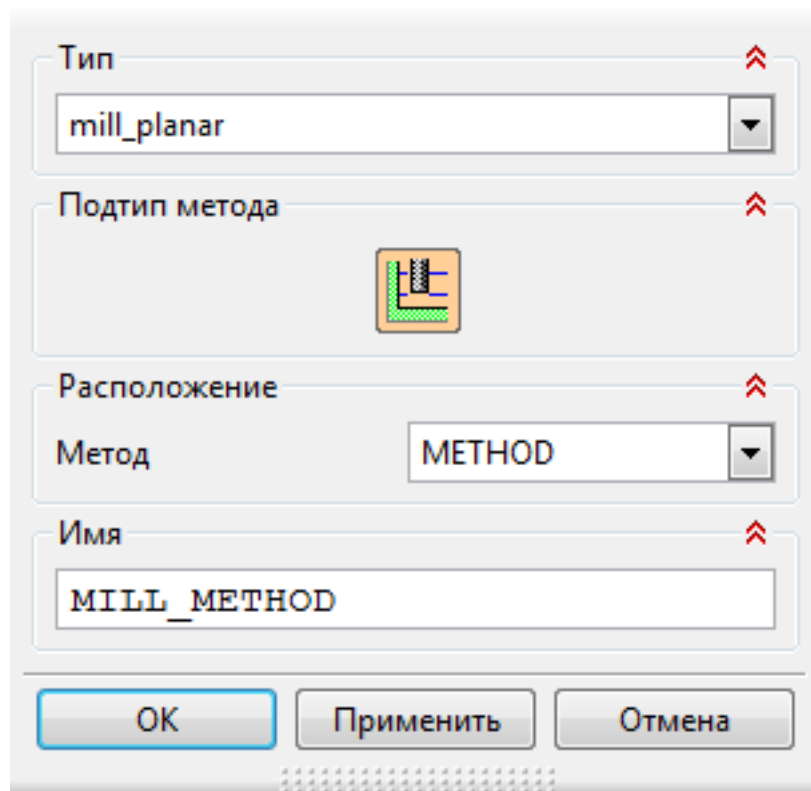 Тип
mill_planar
Подтип метода
Расположение
Метод METHOD
Имя
MILL_METHOD
OK Применить Отмена